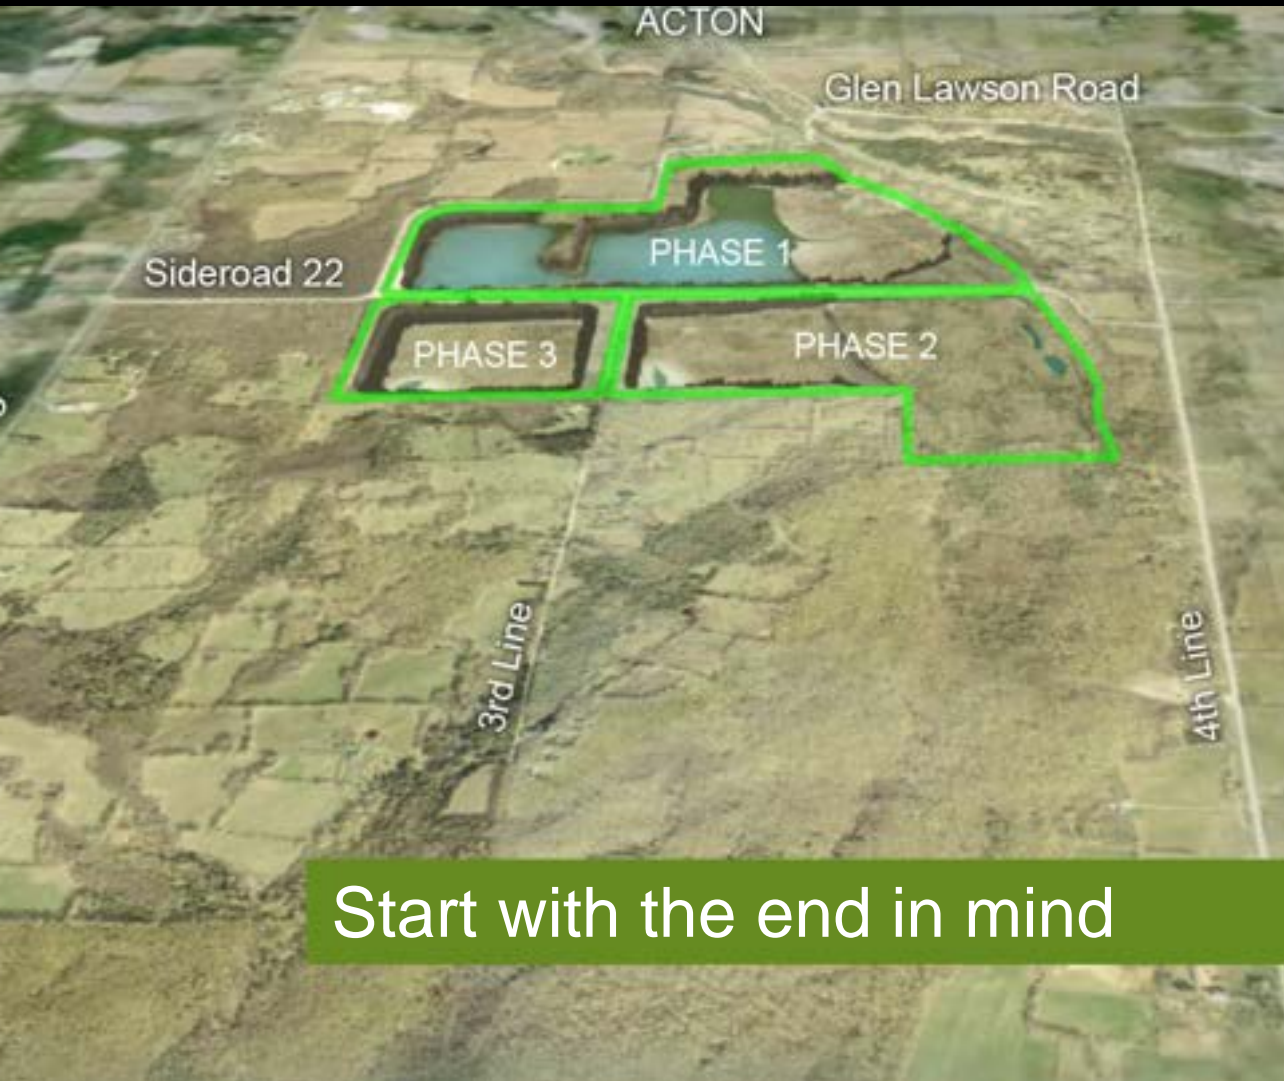 ACTON
Glen Lawson Road
Sideroad 22
PHASE 1
PHASE 3
PHASE 2
3rd Line
4th Line
Start with the end in mind